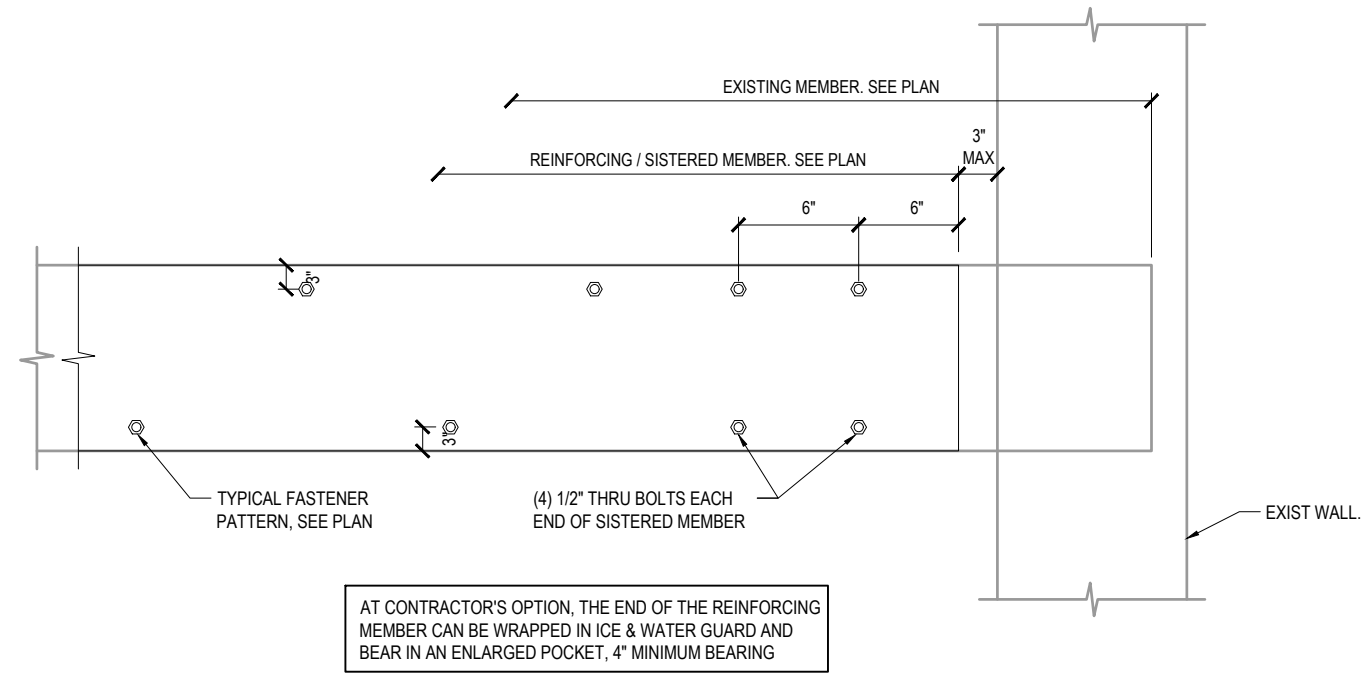 EXISTING MEMBER. SEE PLAN
3"
MAX
REINFORCING / SISTERED MEMBER. SEE PLAN
6"
6"
3"
3"
TYPICAL FASTENER
PATTERN, SEE PLAN
(4) 1/2" THRU BOLTS EACH
END OF SISTERED MEMBER
EXIST WALL.
AT CONTRACTOR'S OPTION, THE END OF THE REINFORCING
MEMBER CAN BE WRAPPED IN ICE & WATER GUARD AND
BEAR IN AN ENLARGED POCKET, 4" MINIMUM BEARING